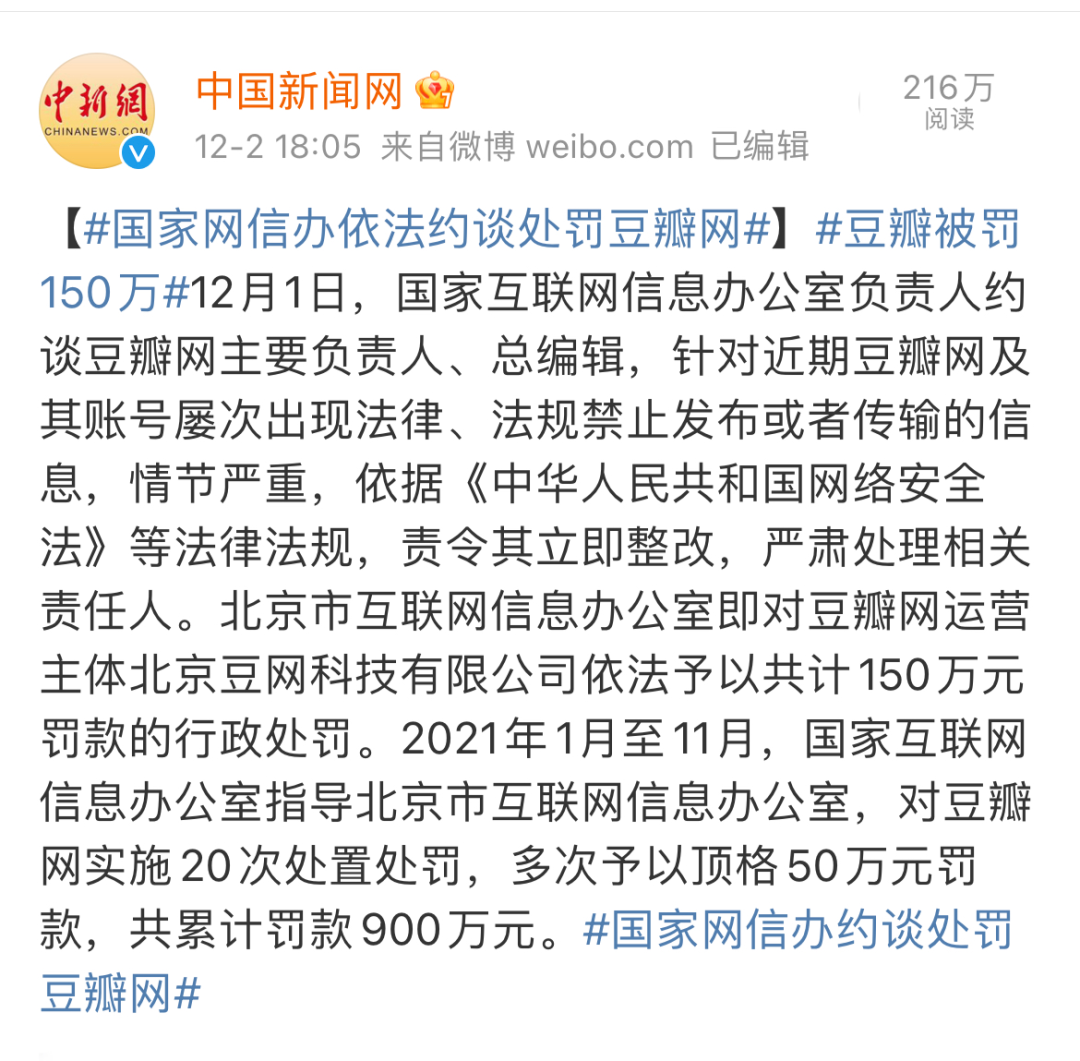 中新網
CHINANEWS.COM
中国新闻网
216万
阅读
12-2 18:05 来自微博 weibo.com 已编辑
【#国家网信办依法约谈处罚豆瓣网#】#豆瓣被罚
150万#12月1日，国家互联网信息办公室负责人约
谈豆瓣网主要负责人、总编辑，针对近期豆瓣网及
其账号屡次出现法律、法规禁止发布或者传输的信
息，情节严重，依据《中华人民共和国网络安全
法》等法律法规，责令其立即整改，严肃处理相关
责任人。北京市互联网信息办公室即对豆瓣网运营
主体北京豆网科技有限公司依法予以共计150万元
罚款的行政处罚。2021年1月至11月，国家互联网
信息办公室指导北京市互联网信息办公室，对豆瓣
网实施20次处置处罚，多次予以顶格50万元罚
款，共累计罚款900万元。#国家网信办约谈处罚
豆瓣网#